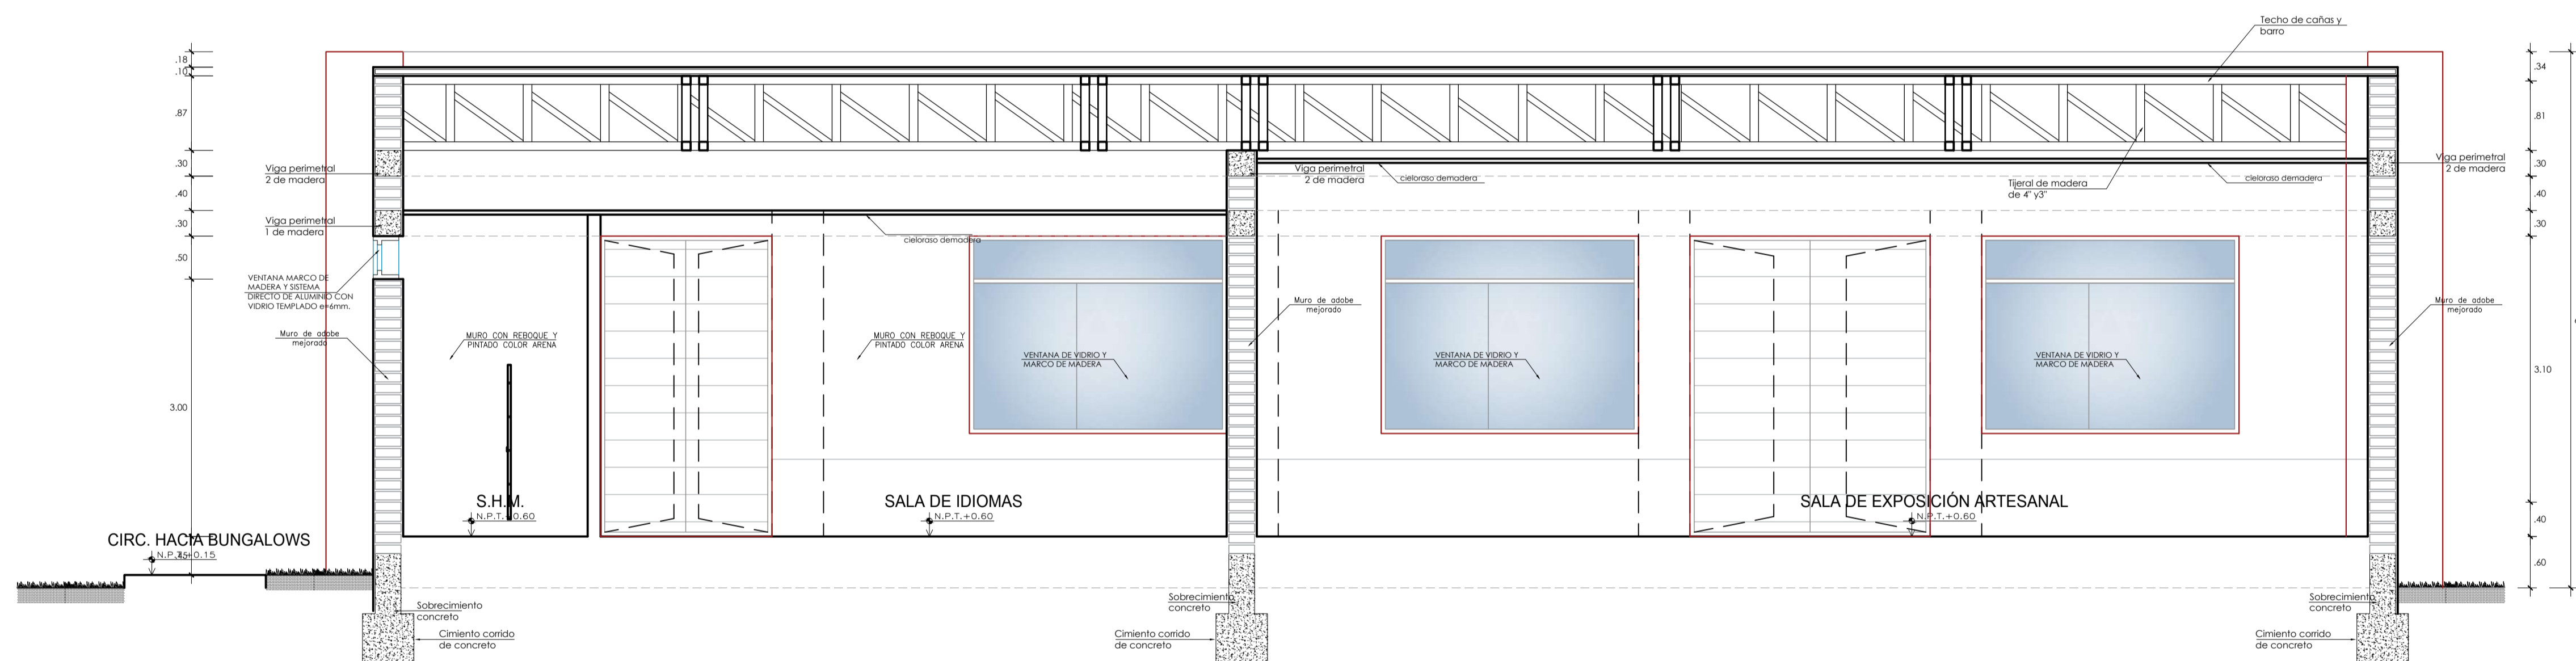 Techo de cañas y
barro
.18
.10
.87
.30
.40
.30
.50
3.00
.34
.81
.30
.40
.30
3.10
.40
.60
Viga perimetral
2 de madera
Viga perimetral
1 de madera
VENTANA MARCO DE
MADERA Y SISTEMA
DIRECTO DE ALUMINIO CON
VIDRIO TEMPLADO e=6mm.
Muro de adobe
mejorado
MURO CON REBOQUE Y
PINTADO COLOR ARENA
MURO CON REBOQUE Y
PINTADO COLOR ARENA
cieloraso demadera
VENTANA DE VIDRIO Y
MARCO DE MADERA
Viga perimetral
2 de madera
cieloraso demadera
Muro de adobe
mejorado
VENTANA DE VIDRIO Y
MARCO DE MADERA
Tijeral de madera
de 4" y3"
cieloraso demadera
VENTANA DE VIDRIO Y
MARCO DE MADERA
Viga perimetral
2 de madera
Muro de adobe
mejorado
S.H.M.
N.P.T.+0.60
SALA DE IDIOMAS
N.P.T.+0.60
SALA DE EXPOSICIÓN ARTESANAL
N.P.T.+0.60
CIRC. HACIA BUNGALOWS
N.P.T.+0.15
Sobrecimiento
concreto
Cimiento corrido
de concreto
Sobrecimiento
concreto
Cimiento corrido
de concreto
Sobrecimiento
concreto
Cimiento corrido
de concreto